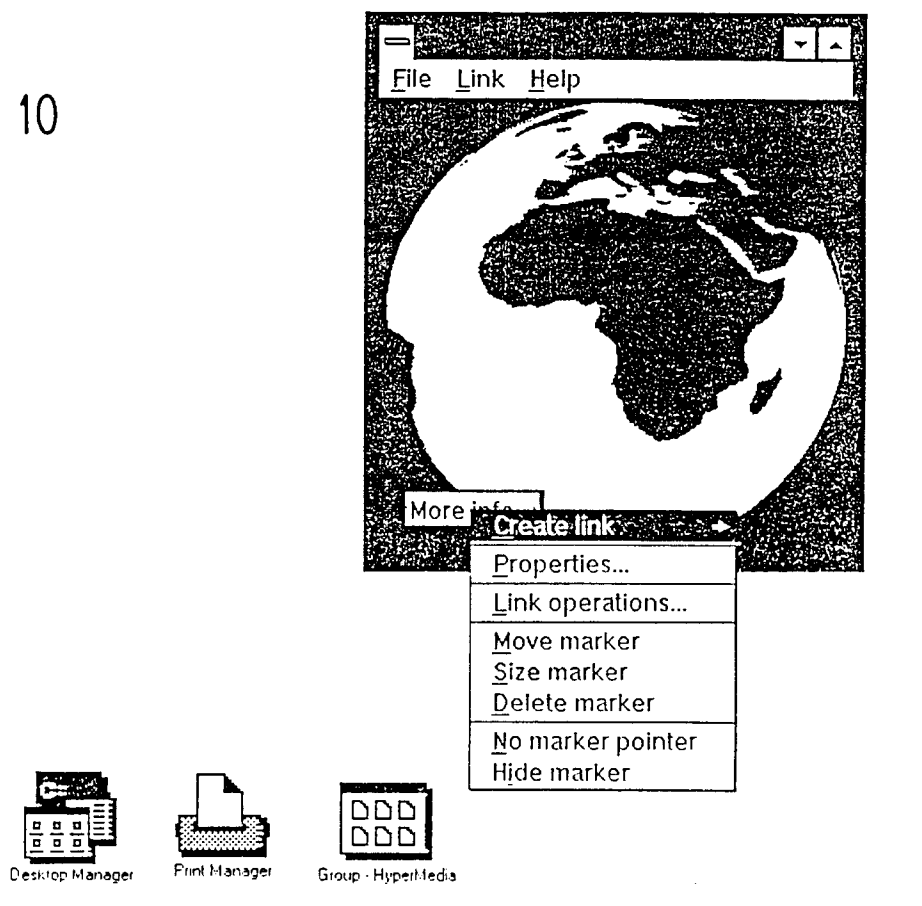 10
File Link Help
More info...
Create link
Properties...
Link operations...
Move marker
Size marker
Delete marker
No marker pointer
Hide marker
Desktop Manager
Print Manager
Group - HyperMedia